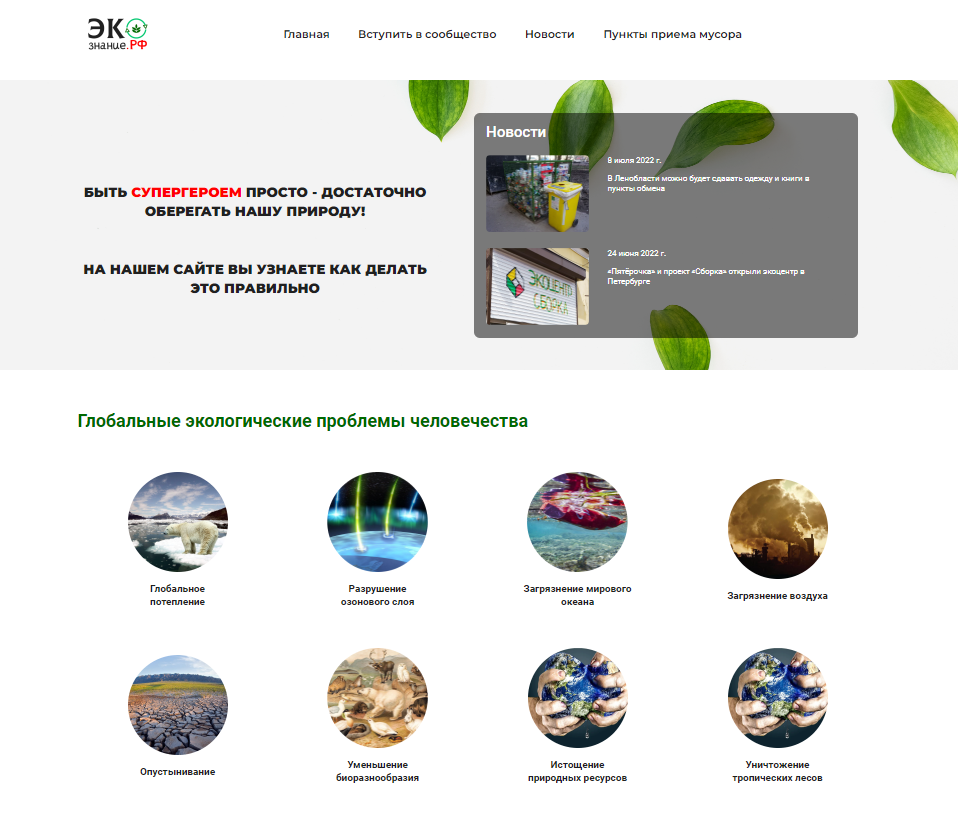 ЭК
знание.РФ
Главная
Вступить в сообщество
Новости
Пункты приема мусора
БЫТЬ СУПЕРГЕРОЕМ ПРОСТО - ДОСТАТОЧНО
ОБЕРЕГАТЬ НАШУ ПРИРОДУ!
НА НАШЕМ САЙТЕ ВЫ УЗНАЕТЕ КАК ДЕЛАТЬ
ЭТО ПРАВИЛЬНО
Новости
8 июля 2022 г.
В Ленобласти можно будет сдавать одежду и книги в
пункты обмена
ЭКОЦЕНТР
СБОРКА
24 июня 2022 г.
«Пятёрочка» и проект «Сборка» открыли экоцентр в
Петербурге
Глобальные экологические проблемы человечества
Глобальное
потепление
Разрушение
озонового слоя
Загрязнение мирового
океана
Загрязнение воздуха
Опустынивание
Уменьшение
биоразнообразия
Истощение
природных ресурсов
Уничтожение
тропических лесов